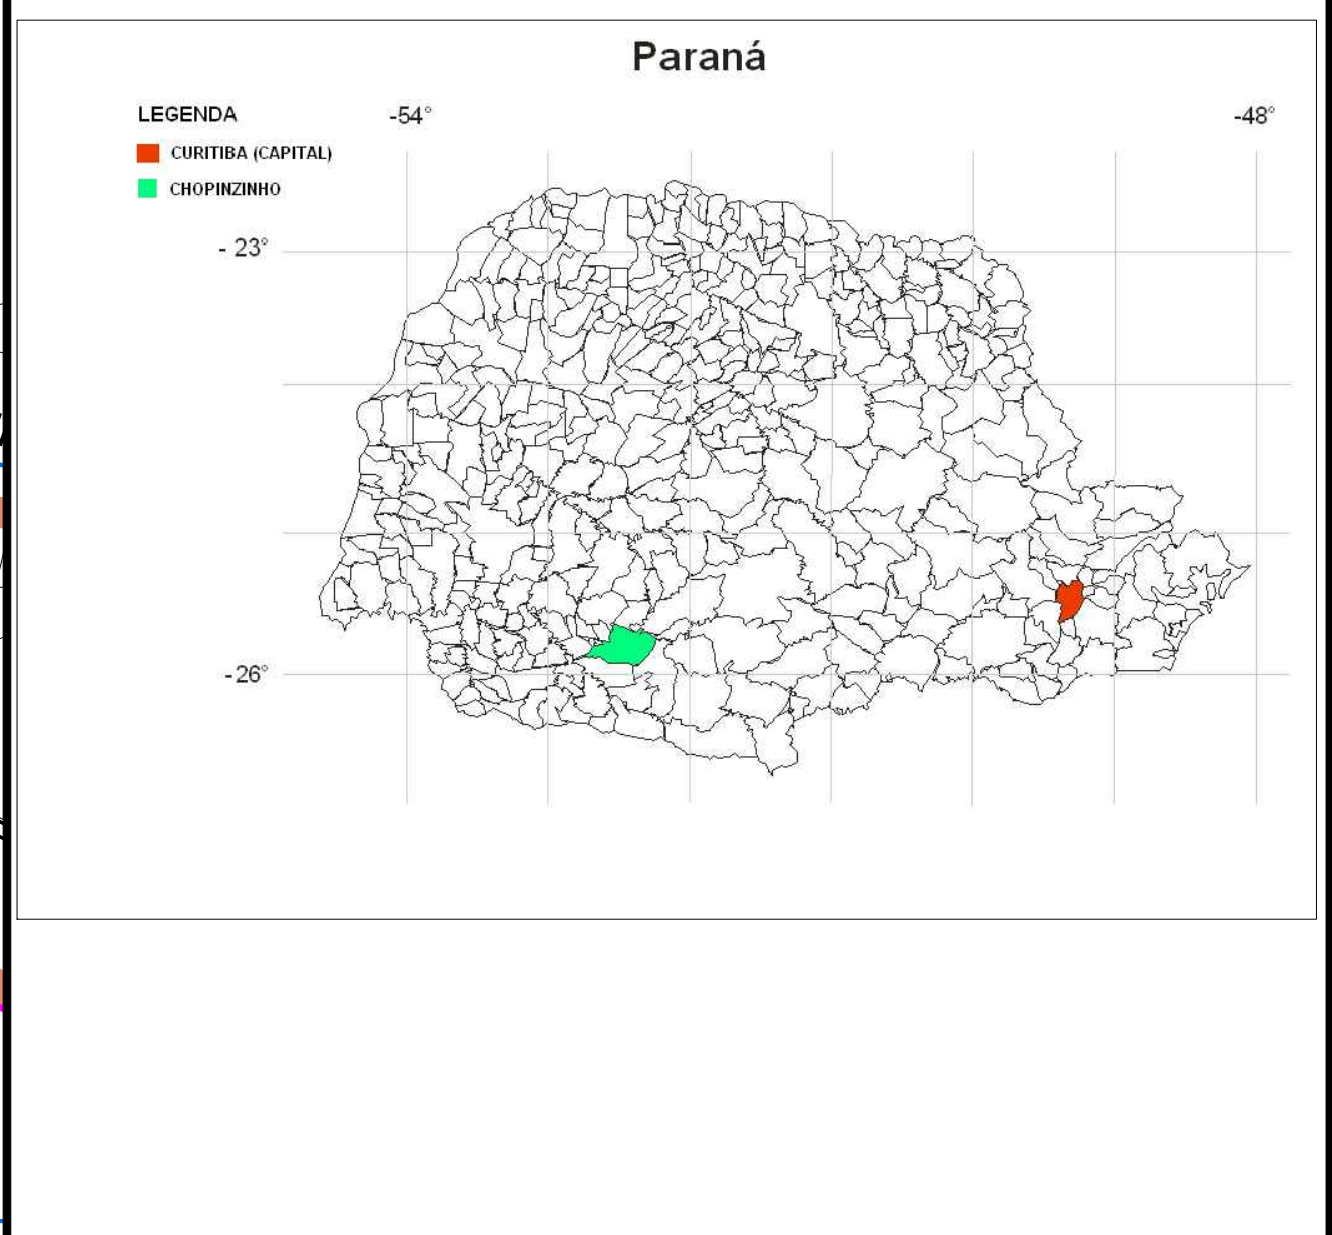 Paraná
LEGENDA
-54°
-48°
CURITIBA (CAPITAL)
CHOPINZINHO
- 23°
- 26°